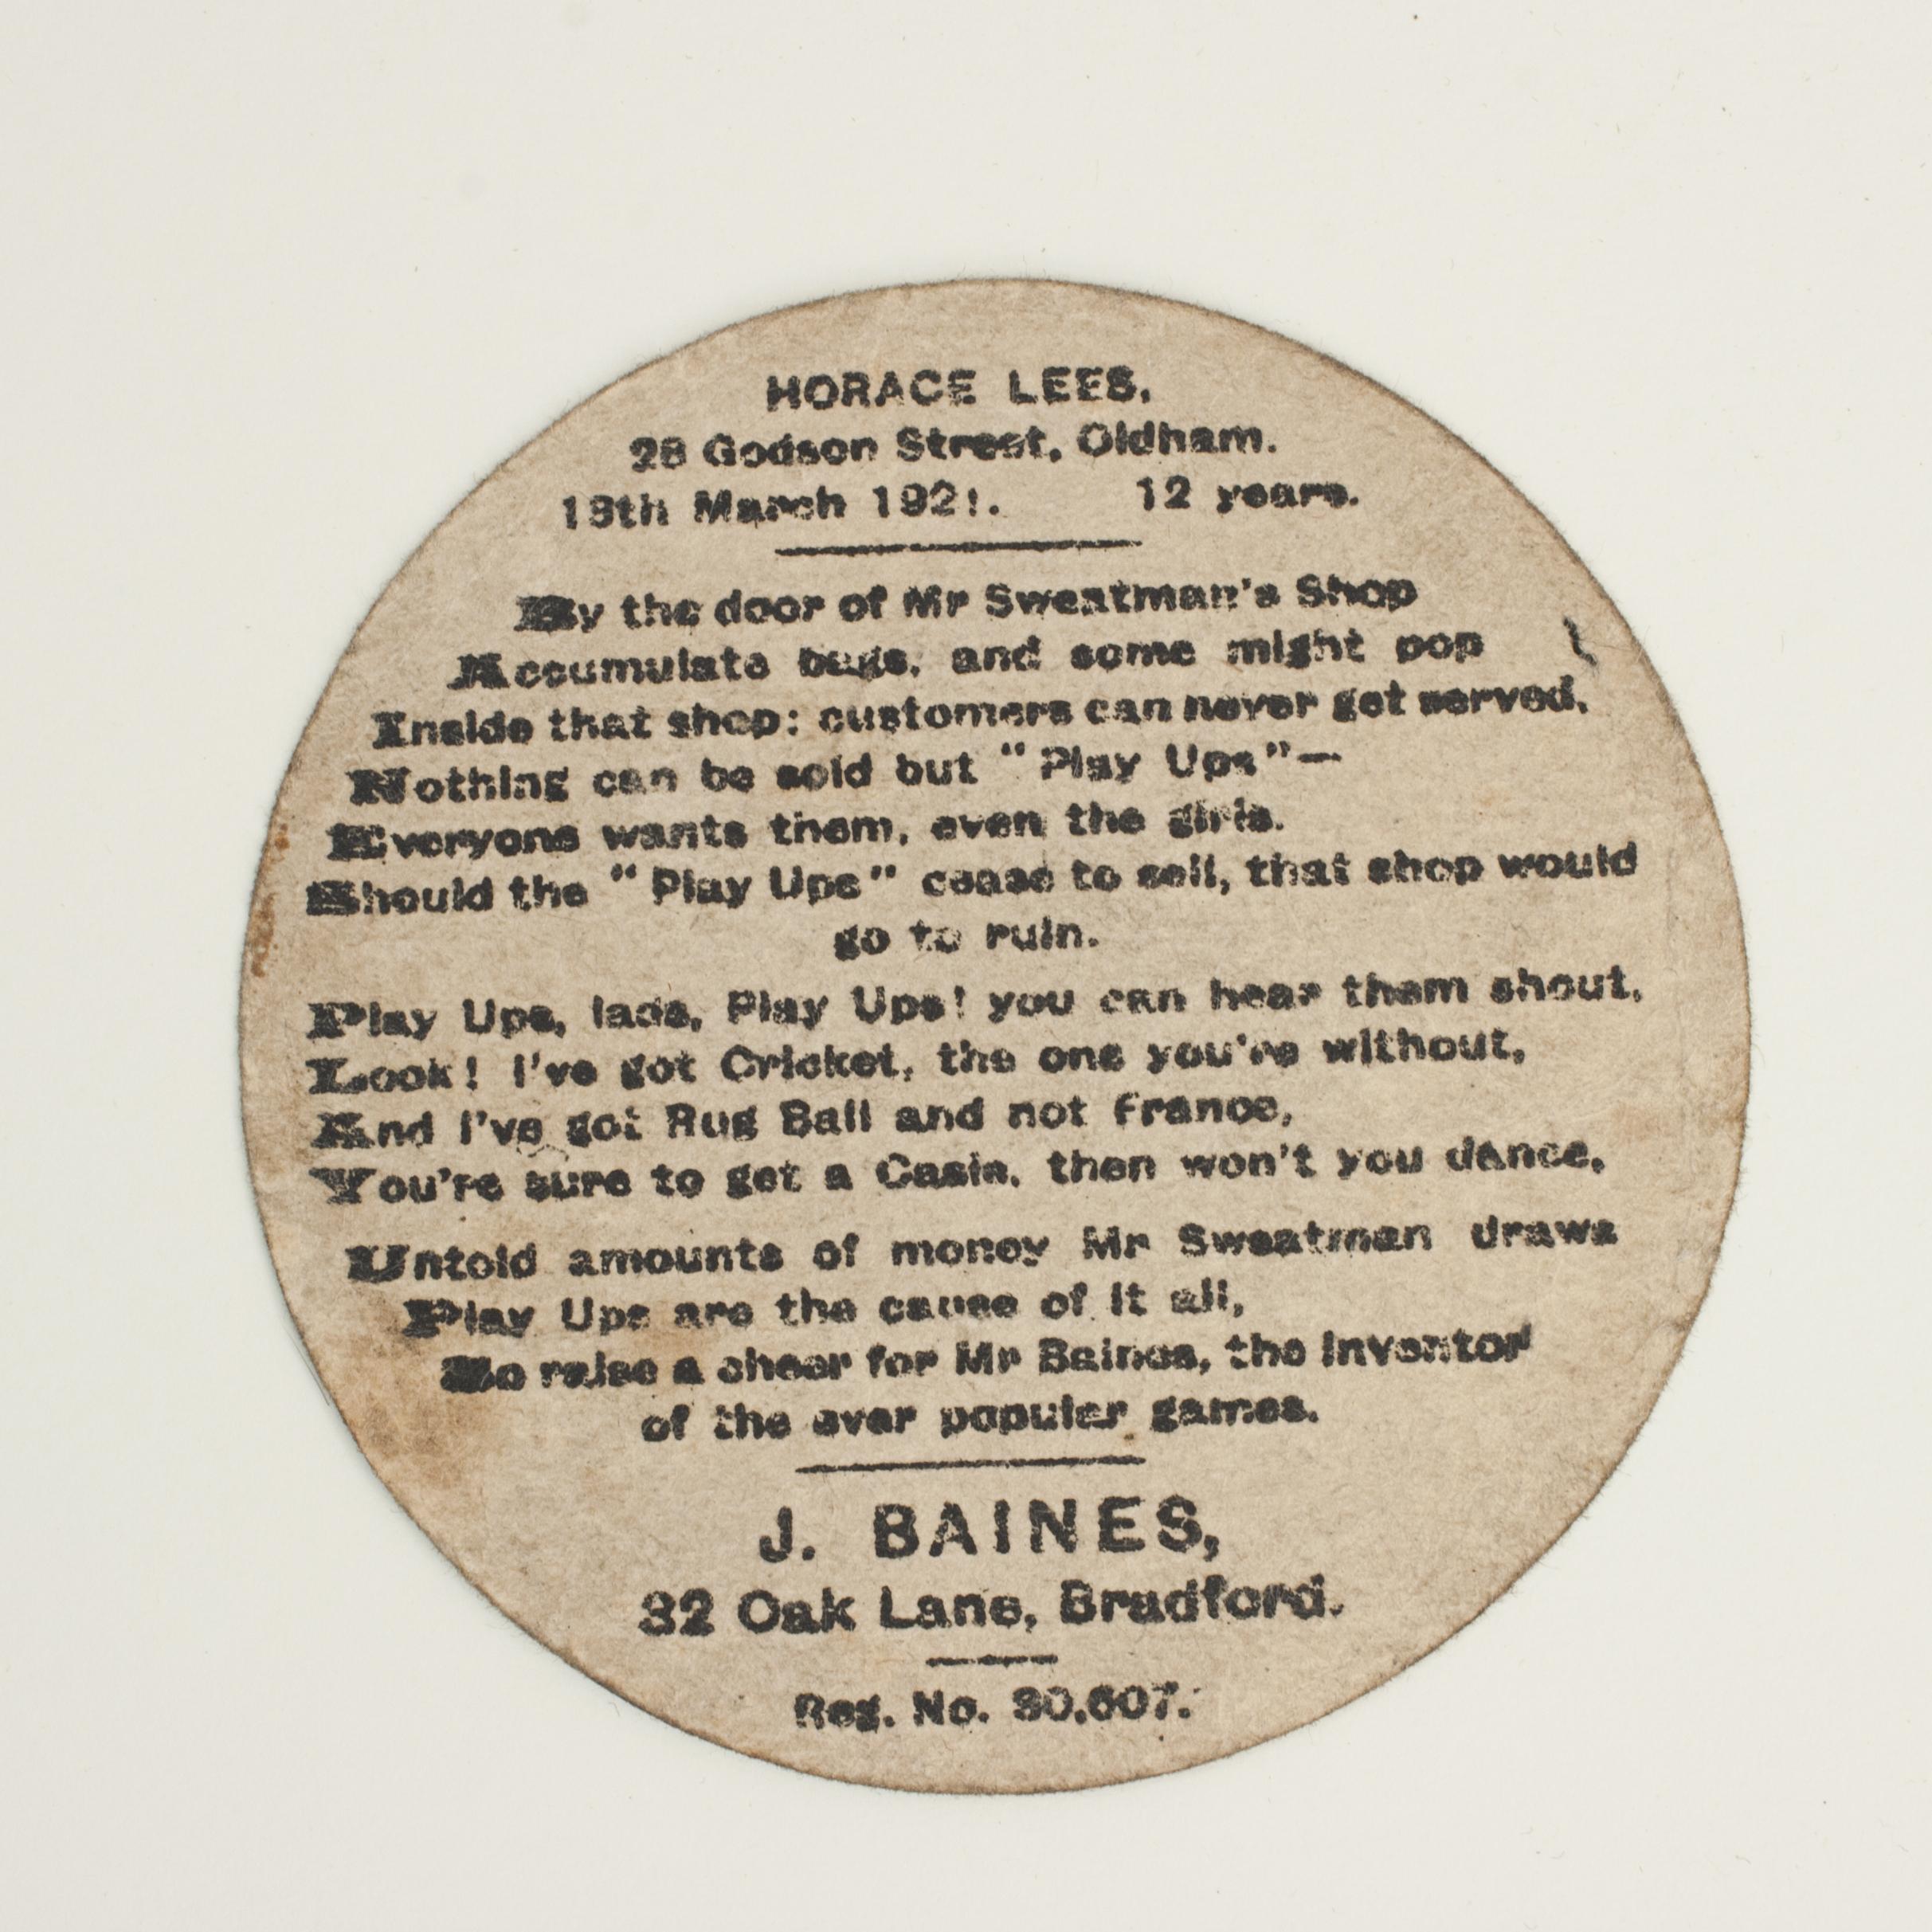 HORACE LEES,
28 Godson Street, Oldham.
March 1921. 12 years.
By the door of Mr Sweatman's Shop
Accumulate and some might pop
Inside that shop: customers can never get served,
Nothing can be sold but "Play Ups"—
Everyone wants them, even the girls.
Should the "Play Ups" cease to sell, that shop would
go to ruin.
Play Ups, lads, Play Ups! you can hear them shout,
Look! I've got Cricket, the one you're without,
And I've got Rug Ball and not France,
You're sure to get a then won't you dance,
Untold amounts of money Mr Sweatman draws
Play Ups are the cause of it all,
So raise a cheer for Mr Baines, the inventor
of the ever popular games.
J. BAINES,
32 Oak Lane, Bradford.
Reg. No.